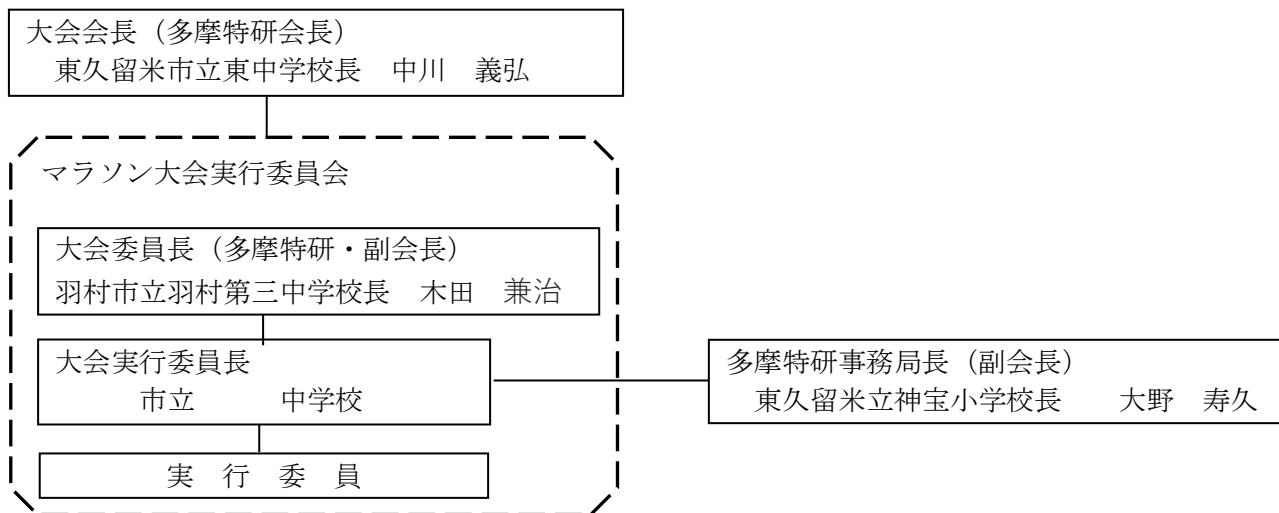 大会会長（多摩特研会長）
東久留米市立東中学校長　中川　義弘
マラソン大会実行委員会
大会委員長（多摩特研・副会長）
羽村市立羽村第三中学校長　木田　兼治
大会実行委員長
市立　　　中学校
多摩特研事務局長（副会長）
東久留米立神宝小学校長　　大野　寿久
実　行　委　員